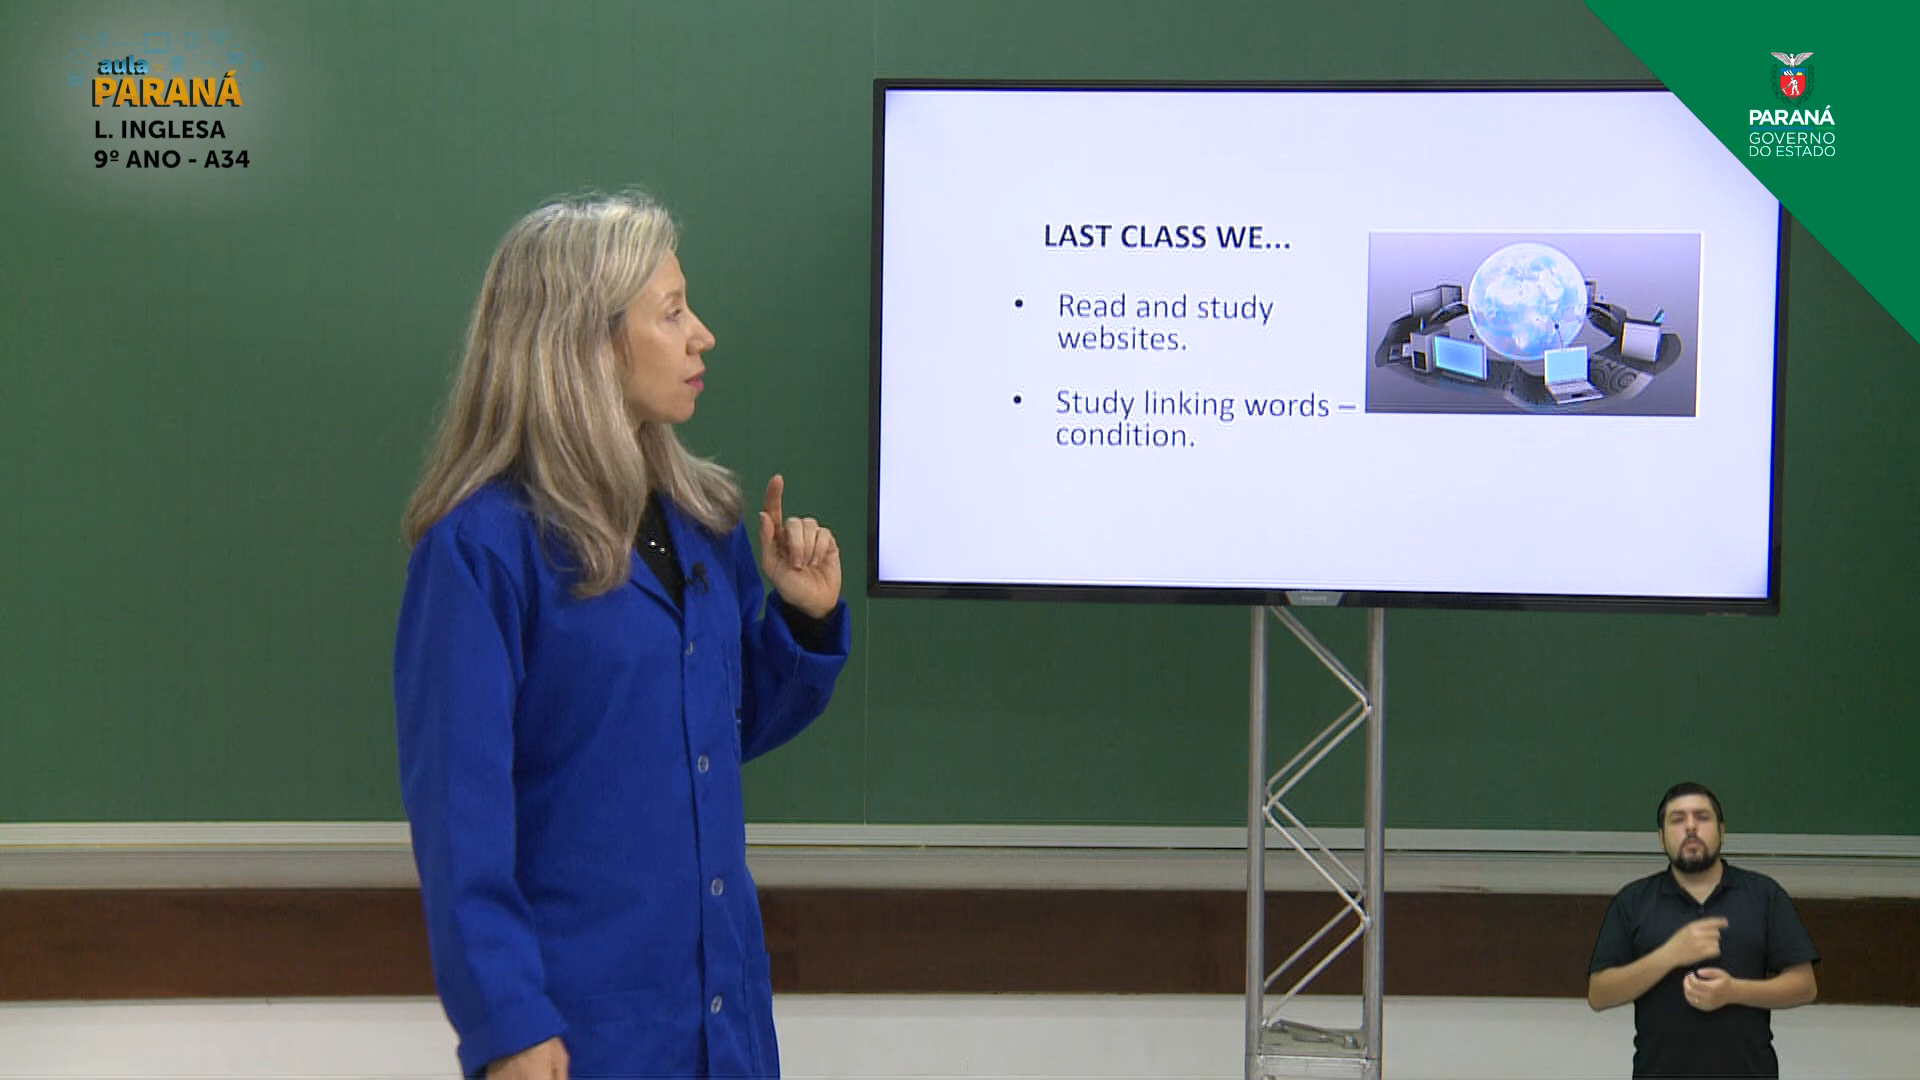 aula
PARANÁ
L. INGLESA
9º ANO - A34
LAST CLASS WE...
• Read and study
websites.
• Study linking words –
condition.
PARANÁ
GOVERNO
DO ESTADO